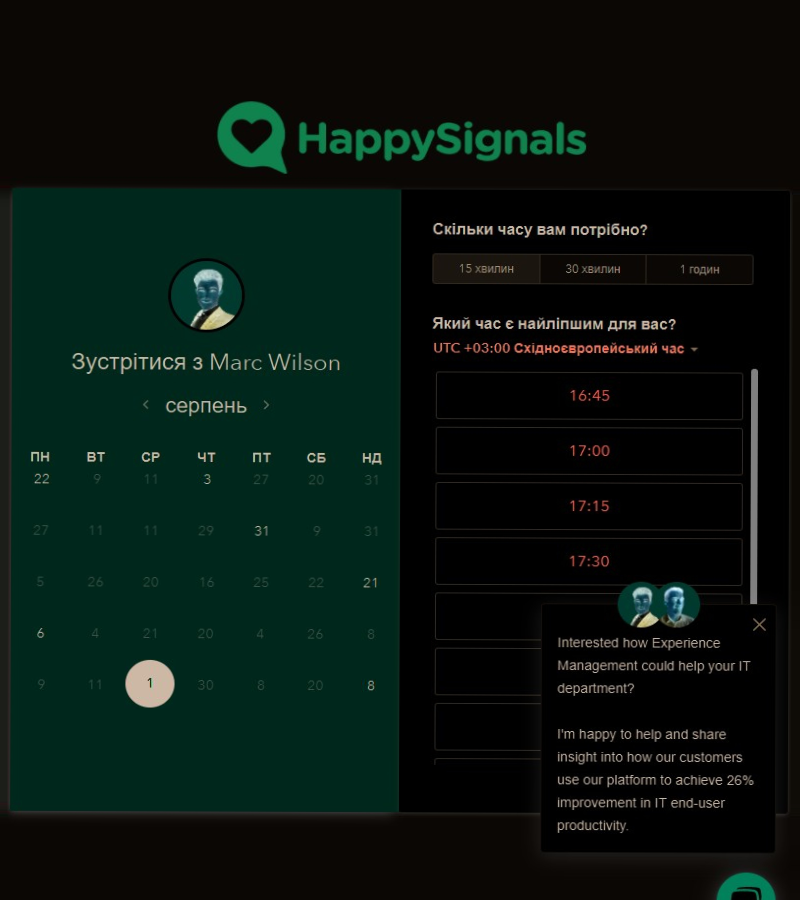 HappySignals
Зустрітися з Marc Wilson
серпень
ПН ВТ СР ЧТ ПТ СБ НД
22 9 11 3 27 20 31
27 11 11 29 31 9 31
5 26 20 16 25 22 21
6 4 21 20 4 26 8
9 11 1 30 8 20 8
Скільки часу вам потрібно?
15 хвилин 30 хвилин 1 годин
Який час є найліпшим для вас?
UTC +03:00 Східноєвропейський час
16:45
17:00
17:15
17:30
Interested how Experience
Management could help your IT
department?
I'm happy to help and share
insight into how our customers
use our platform to achieve 26%
improvement in IT end-user
productivity.